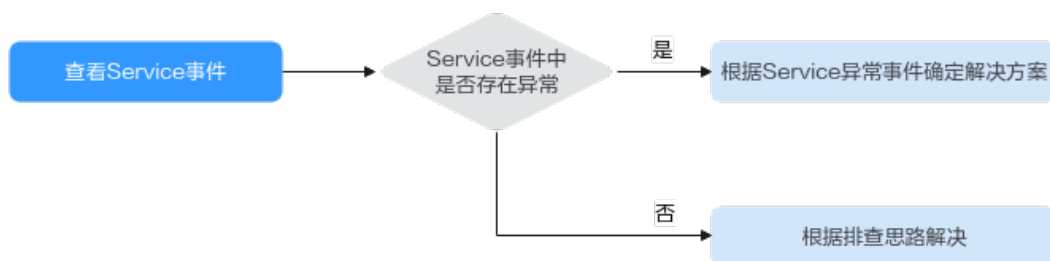 查看Service事件
Service事件中
是否存在异常
是
根据Service异常事件确定解决方案
否
根据排查思路解决